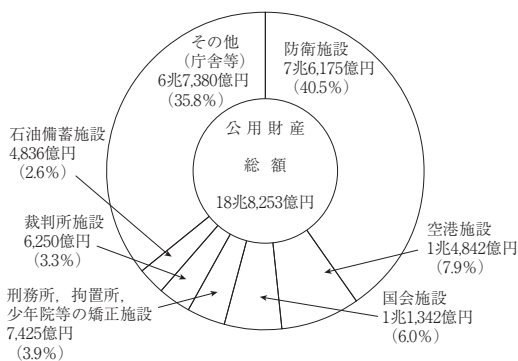 その他
（庁舎等）
6兆7,380億円
（35.8%）
防衛施設
7兆6,175億円
（40.5%）
公用財産
総額
18兆8,253億円
石油備蓄施設
4,836億円
（2.6%）
裁判所施設
6,250億円
（3.3%）
刑務所，拘置所，
少年院等の矯正施設
7,425億円
（3.9%）
国会施設
1兆1,342億円
（6.0%）
空港施設
1兆4,842億円
（7.9%）